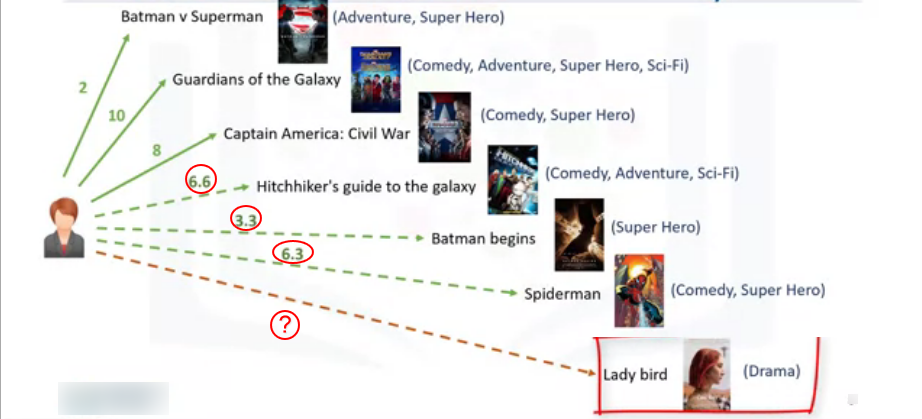 Batman v Superman (Adventure, Super Hero)
2
Guardians of the Galaxy (Comedy, Adventure, Super Hero, Sci-Fi)
10
Captain America: Civil War (Comedy, Super Hero)
8
6.6 Hitchhiker's guide to the galaxy (Comedy, Adventure, Sci-Fi)
3.3 Batman begins (Super Hero)
6.3
Spiderman (Comedy, Super Hero)
?
Lady bird (Drama)